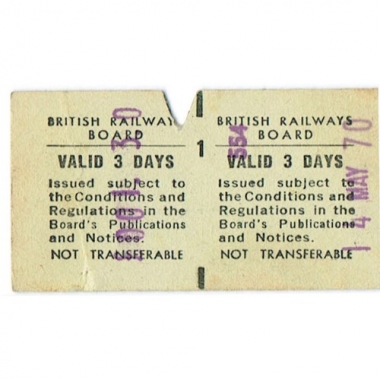 BRITISH RAILWAYS
BOARD
VALID 3 DAYS
Issued subject to
the Conditions and
Regulations in the
Board's Publications
and Notices.
NOT TRANSFERABLE
1
BRITISH RAILWAYS
BOARD
VALID 3 DAYS
Issued subject to
the Conditions and
Regulations in the
Board's Publications
and Notices.
NOT TRANSFERABLE
554
14 MAY 70